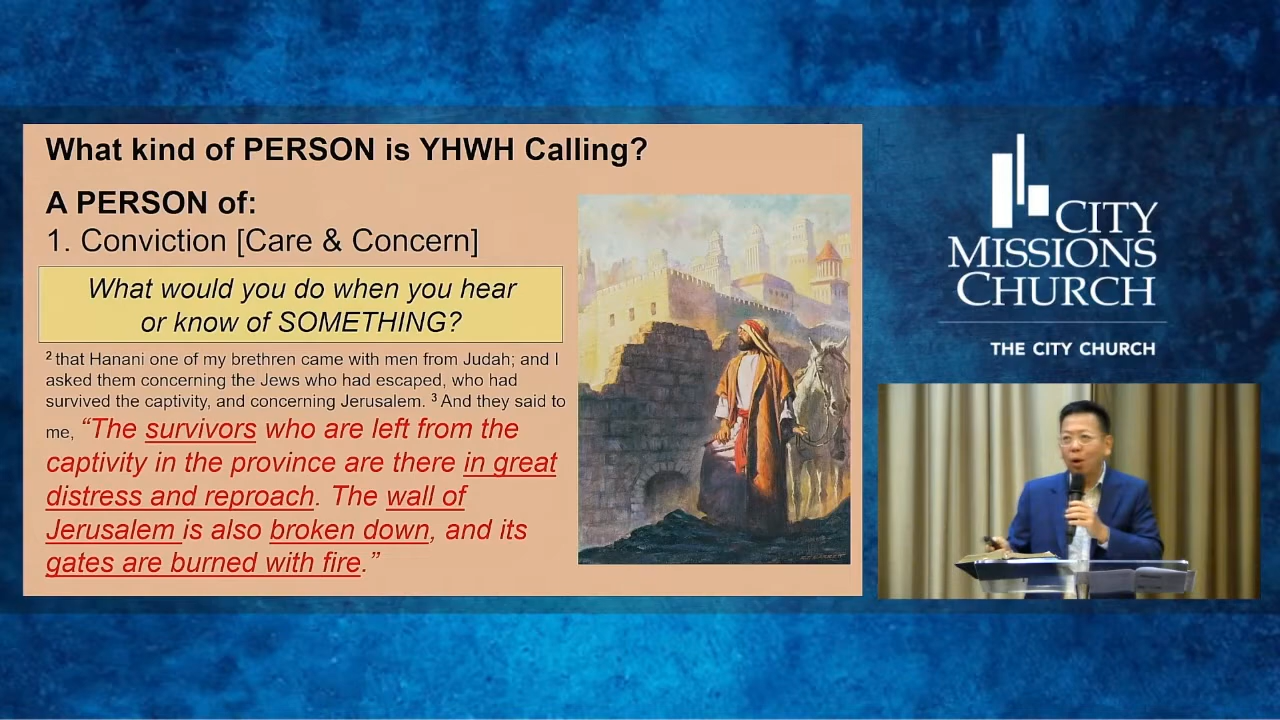 What kind of PERSON is YHWH Calling?
A PERSON of:
1. Conviction [Care & Concern]
What would you do when you hear
or know of SOMETHING?
2 that Hanani one of my brethren came with men from Judah; and I
asked them concerning the Jews who had escaped, who had
survived the captivity, and concerning Jerusalem. 3 And they said to
me, “The survivors who are left from the
captivity in the province are there in great
distress and reproach. The wall of
Jerusalem is also broken down, and its
gates are burned with fire.”
CITY
MISSIONS
CHURCH
THE CITY CHURCH